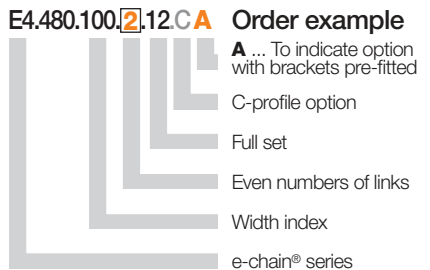 E4.480.100.2.12.CA Order example
A ... To indicate option
with brackets pre-fitted
C-profile option
Full set
Even numbers of links
Width index
e-chain® series